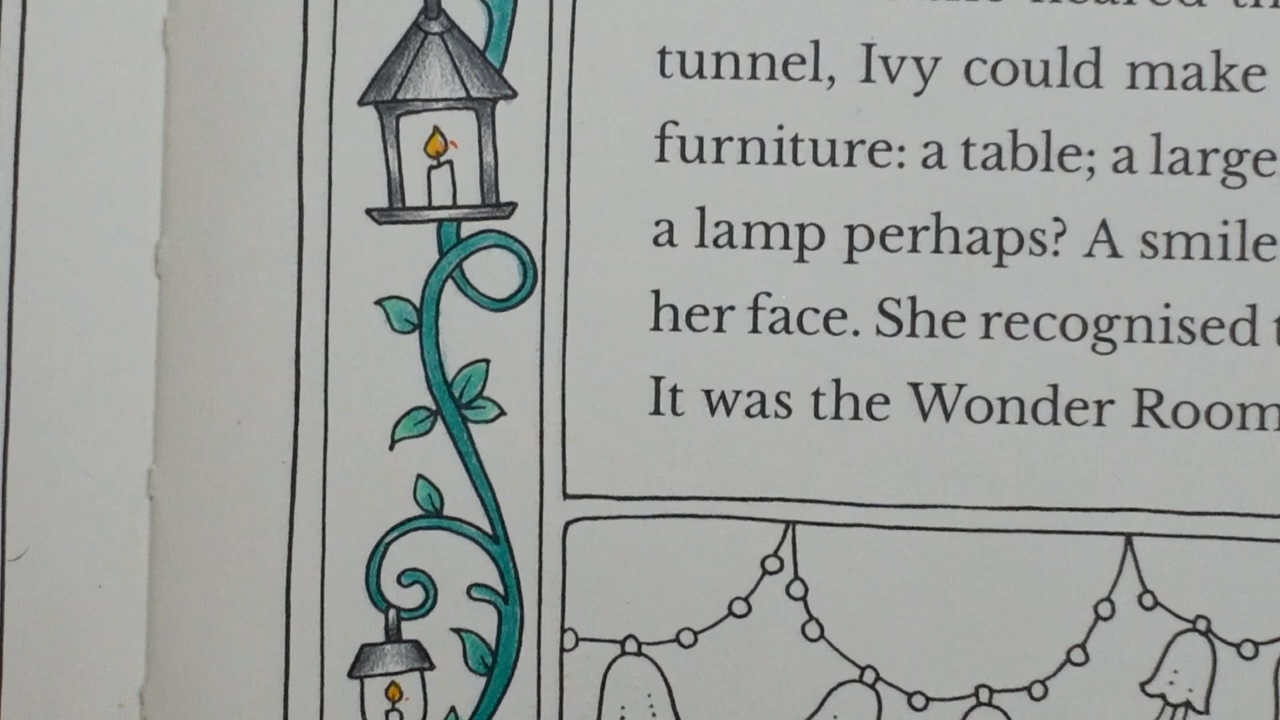 tunnel, Ivy could make
furniture: a table; a large
a lamp perhaps? A smile
her face. She recognised
It was the Wonder Room